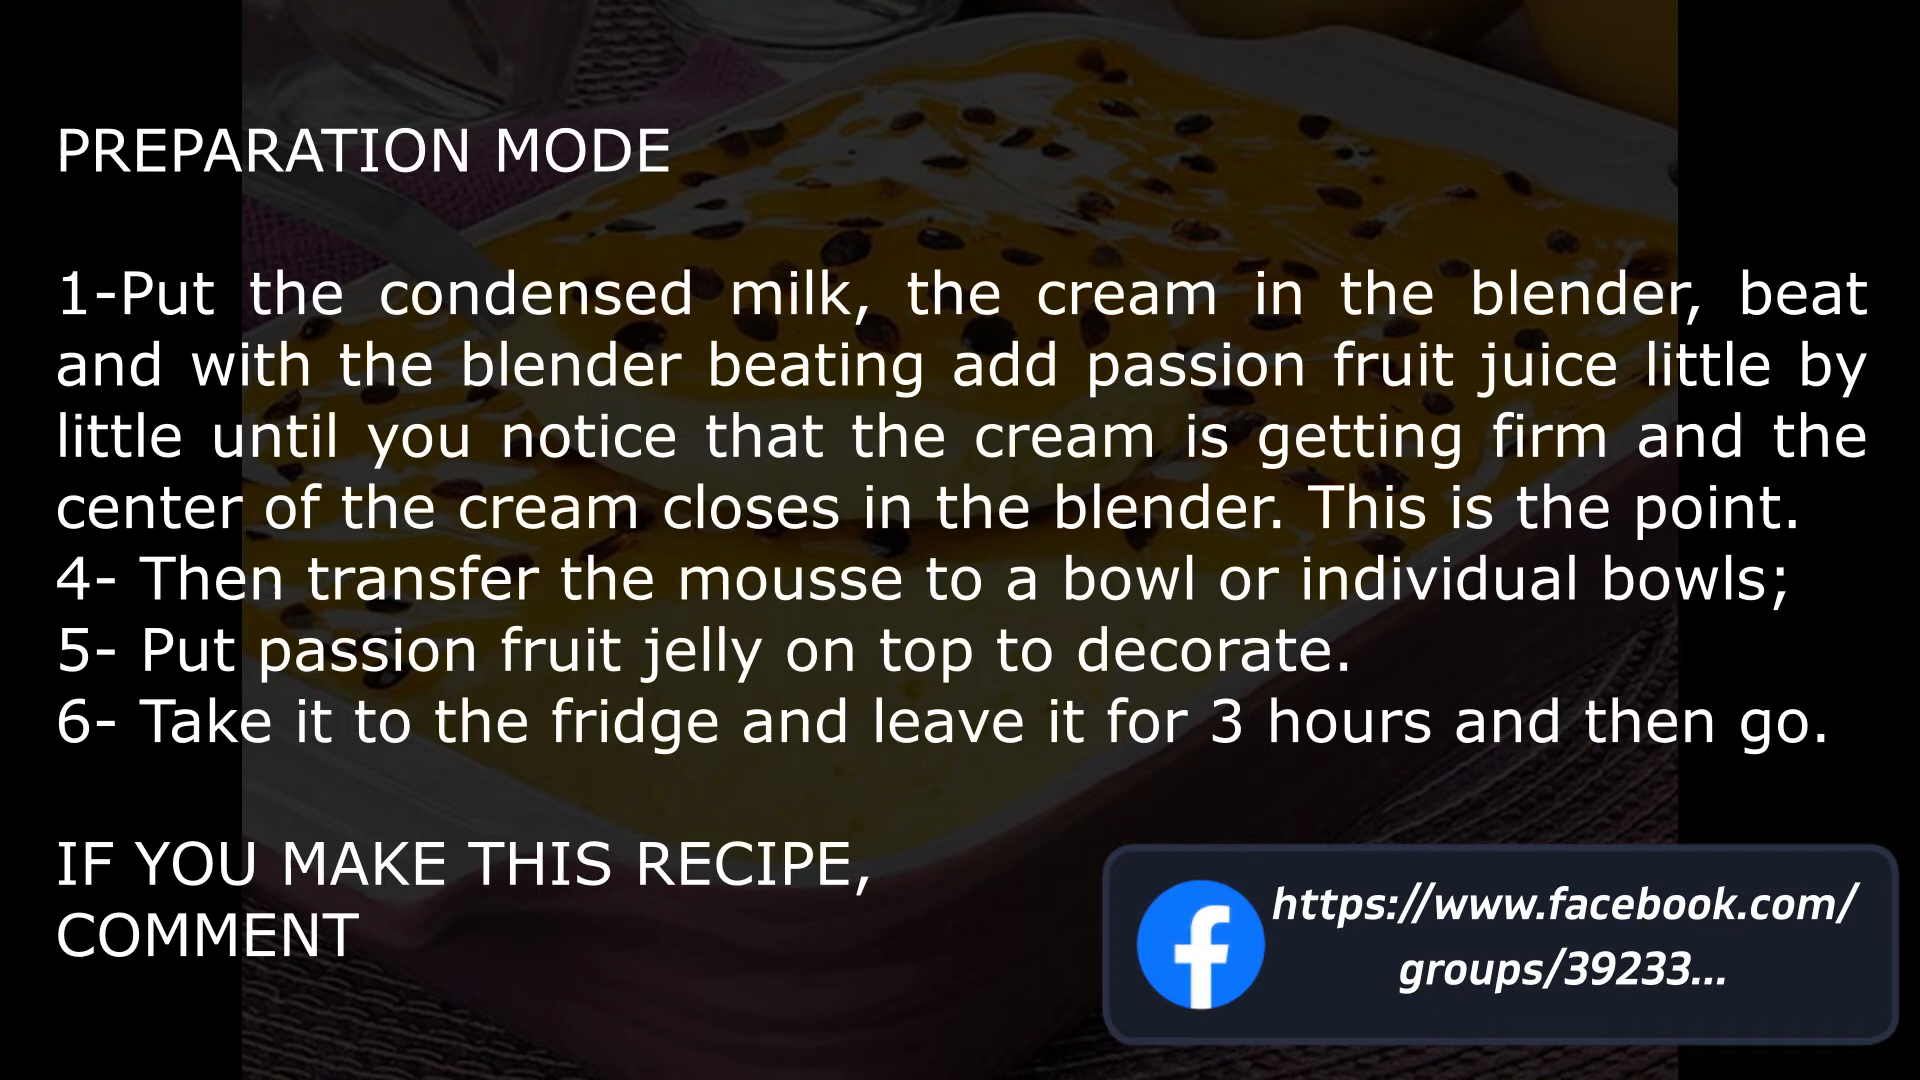 PREPARATION MODE
1-Put the condensed milk, the cream in the blender, beat
and with the blender beating add passion fruit juice little by
little until you notice that the cream is getting firm and the
center of the cream closes in the blender. This is the point.
4- Then transfer the mousse to a bowl or individual bowls;
5- Put passion fruit jelly on top to decorate.
6- Take it to the fridge and leave it for 3 hours and then go.
IF YOU MAKE THIS RECIPE,
COMMENT
https://www.facebook.com/
groups/39233...